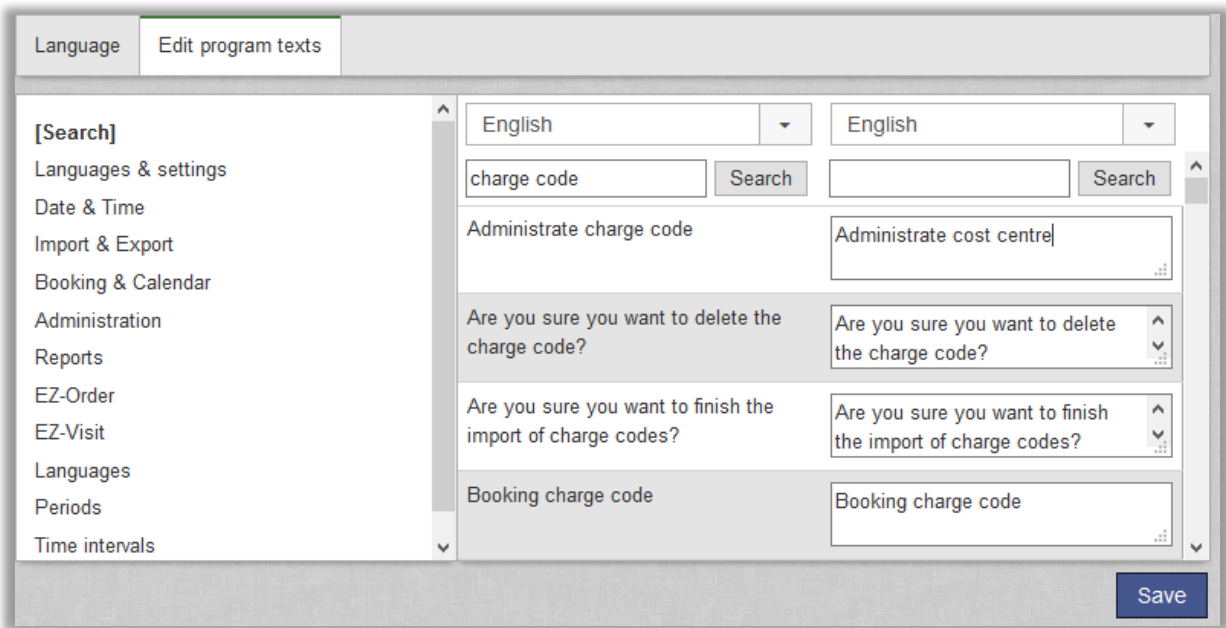 Language
Edit program texts
[Search]
Languages & settings
Date & Time
Import & Export
Booking & Calendar
Administration
Reports
EZ-Order
EZ-Visit
Languages
Periods
Time intervals
English
English
charge code
Search
Search
Administrate charge code
Administrate cost centre
Are you sure you want to delete the
charge code?
Are you sure you want to delete
the charge code?
Are you sure you want to finish the
import of charge codes?
Are you sure you want to finish
the import of charge codes?
Booking charge code
Booking charge code
Save